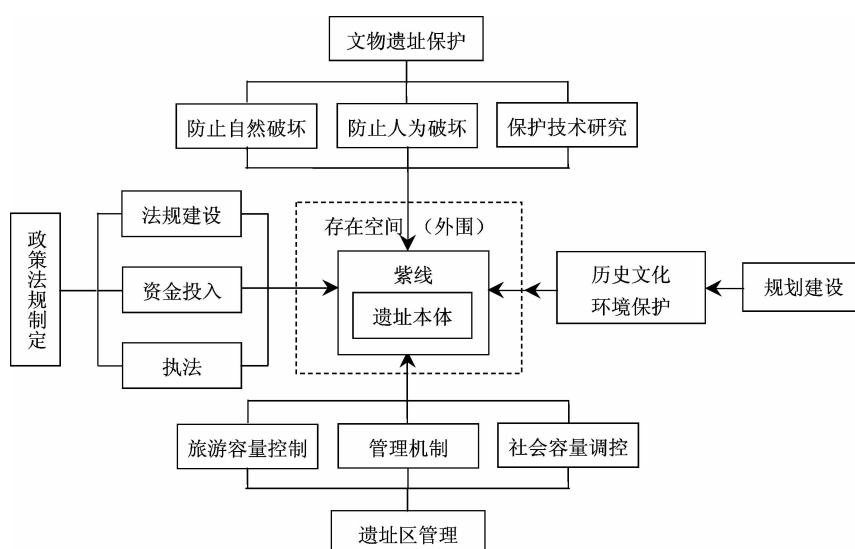 文物遗址保护
防止自然破坏
防止人为破坏
保护技术研究
政策法规制定
法规建设
资金投入
执法
存在空间 (外围)
紫线
遗址本体
历史文化
环境保护
规划建设
旅游容量控制
管理机制
社会容量调控
遗址区管理